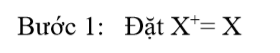 Bước 1: Đặt X⁺= X